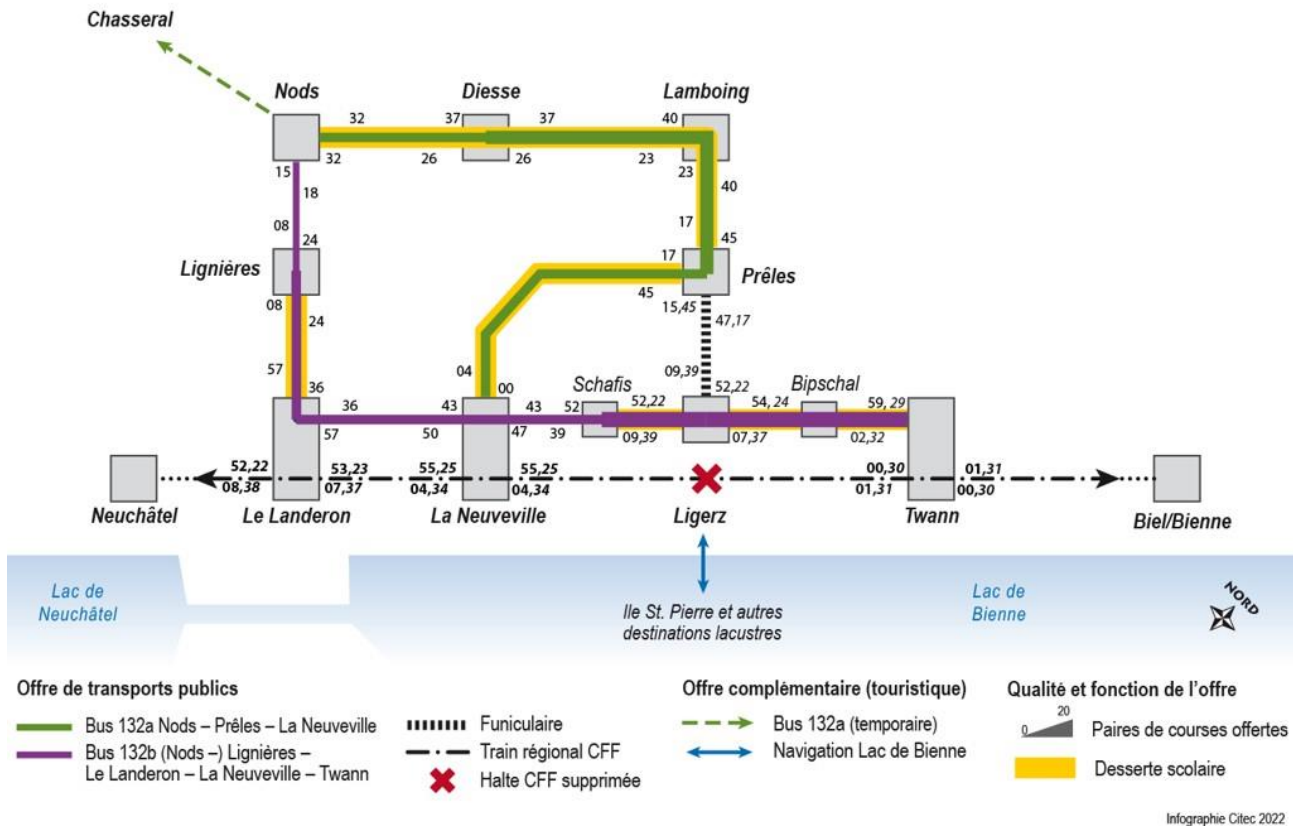 Chasseral
Nods Diesse Lamboing
32 37 37 40
15 32 26 26 23 23
18 40
08 17
24 45
Lignières 17 Prêles
08 45 15,45
24 47,17
57 04 09,39
36 00 Schafis 52,22 52,22 Bipschal
36 43 43 52 54, 24 59, 29
57 50 47 39 09,39 07,37 02,32
52,22 53,23 55,25 55,25 00,30 01,31
08,38 07,37 04,34 04,34 01,31 00,30
Neuchâtel Le Landeron La Neuveville Ligerz Twann Biel/Bienne
Lac de
Neuchâtel
Ile St. Pierre et autres
destinations lacustres
Lac de
Bienne
NORD
Offre de transports publics
Bus 132a Nods – Prêles – La Neuveville
Bus 132b (Nods –) Lignières –
Le Landeron – La Neuveville – Twann
Funiculaire
Train régional CFF
Halte CFF supprimée
Offre complémentaire (touristique)
Bus 132a (temporaire)
Navigation Lac de Bienne
Qualité et fonction de l'offre
0 20 Paires de courses offertes
Desserte scolaire
Infographie Citec 2022